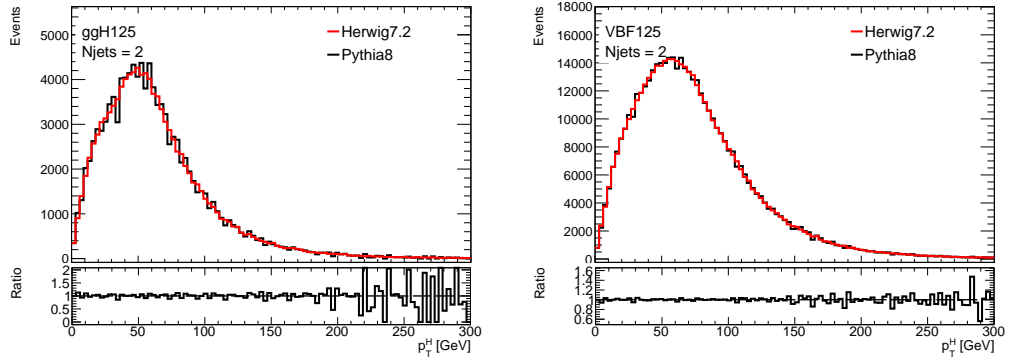 Events
5000
4000
3000
2000
1000
0
ggH125
Njets = 2
Herwig7.2
Pythia8
Ratio
2
1.5
1
0.5
0
0 50 100 150 200 250 300
p_T^H [GeV]
Events
18000
16000
14000
12000
10000
8000
6000
4000
2000
0
VBF125
Njets = 2
Herwig7.2
Pythia8
Ratio
1.6
1.4
1.2
1
0.8
0.6
0 50 100 150 200 250 300
p_T^H [GeV]